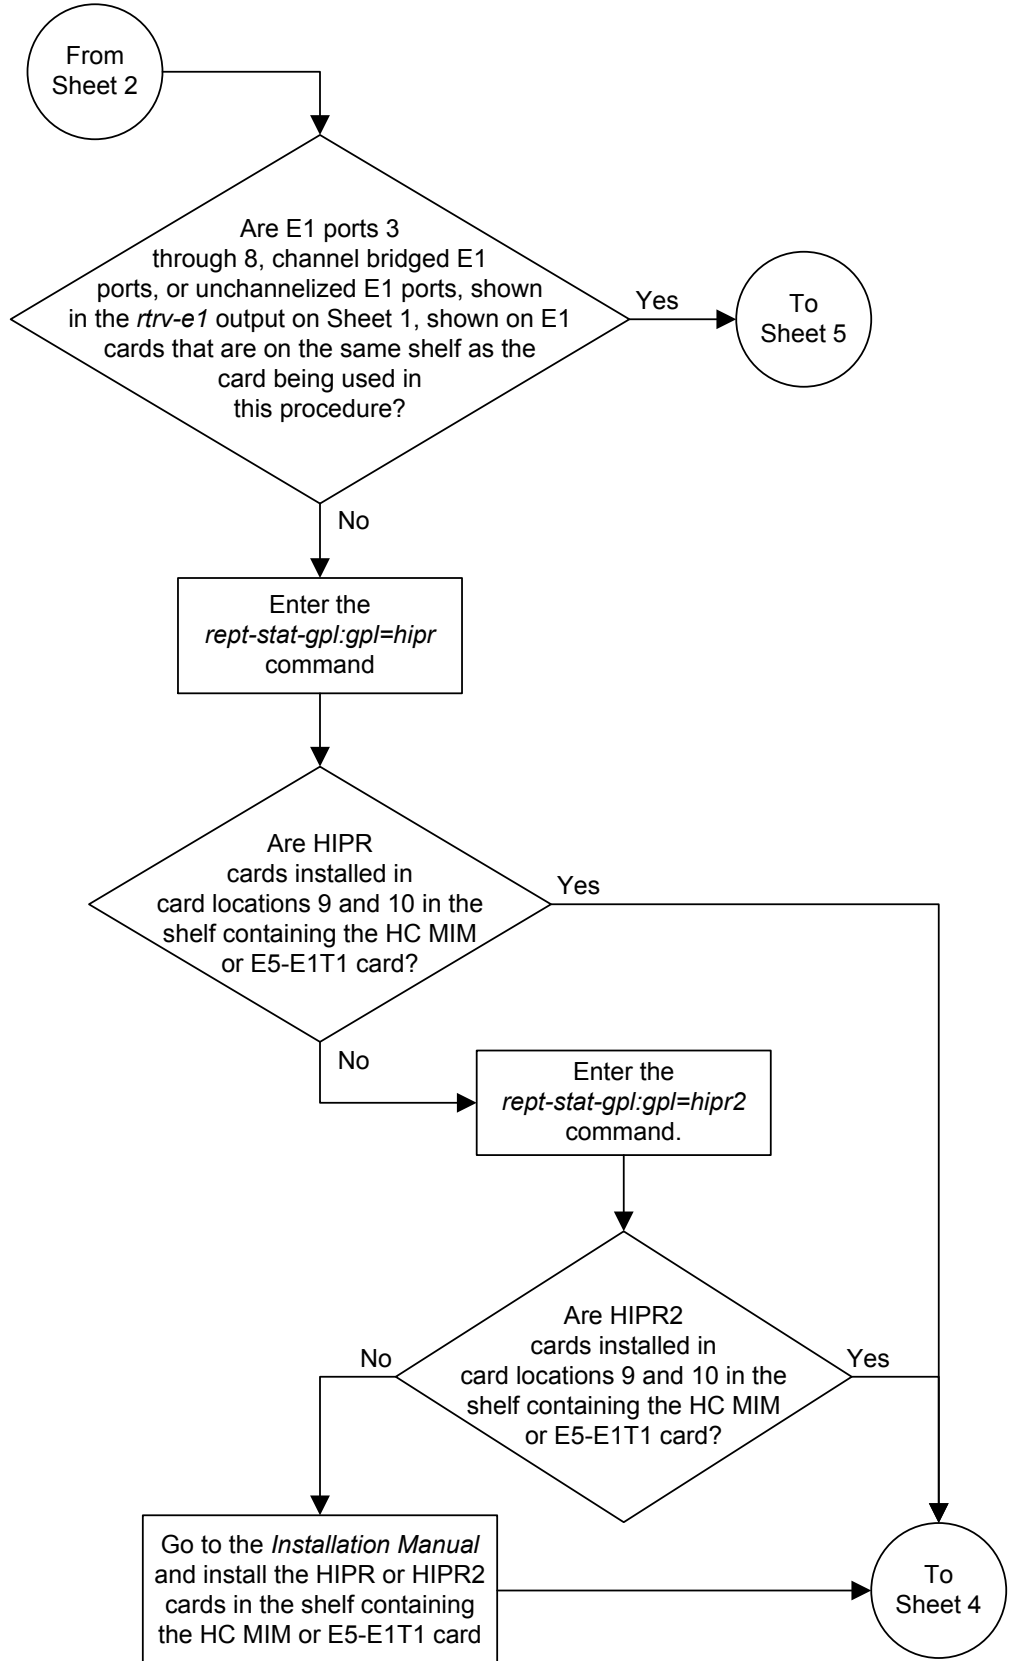 From
Sheet 2
Are E1 ports 3
through 8, channel bridged E1
ports, or unchannelized E1 ports, shown
in the rtrv-e1 output on Sheet 1, shown on E1
cards that are on the same shelf as the
card being used in
this procedure?
Yes
To
Sheet 5
No
Enter the
rept-stat-gpl:gpl=hipr
command
Are HIPR
cards installed in
card locations 9 and 10 in the
shelf containing the HC MIM
or E5-E1T1 card?
Yes
No
Enter the
rept-stat-gpl:gpl=hipr2
command.
Are HIPR2
cards installed in
card locations 9 and 10 in the
shelf containing the HC MIM
or E5-E1T1 card?
No
Yes
Go to the Installation Manual
and install the HIPR or HIPR2
cards in the shelf containing
the HC MIM or E5-E1T1 card
To
Sheet 4